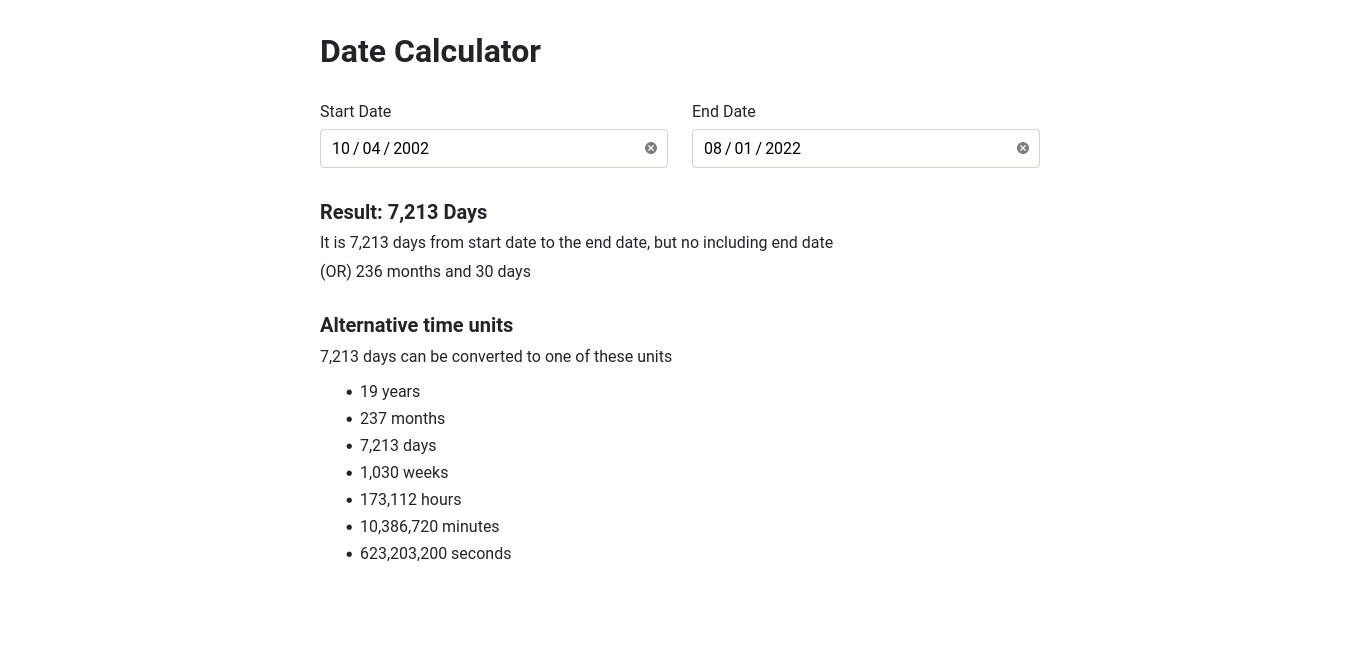 Date Calculator
Start Date
End Date
10 / 04 / 2002
08 / 01 / 2022
Result: 7,213 Days
It is 7,213 days from start date to the end date, but no including end date
(OR) 236 months and 30 days
Alternative time units
7,213 days can be converted to one of these units
• 19 years
• 237 months
• 7,213 days
• 1,030 weeks
• 173,112 hours
• 10,386,720 minutes
• 623,203,200 seconds